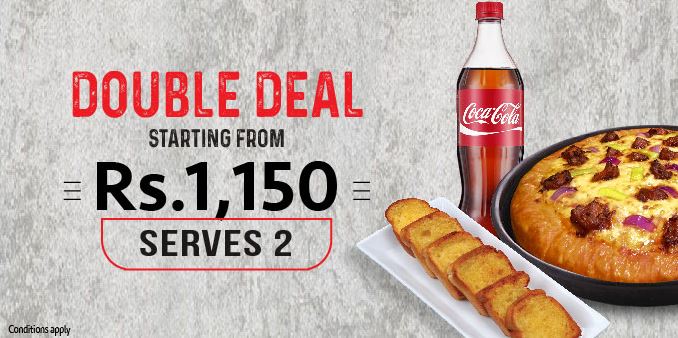 DOUBLE DEAL
STARTING FROM
Rs.1,150
SERVES 2
Coca-Cola
Conditions apply